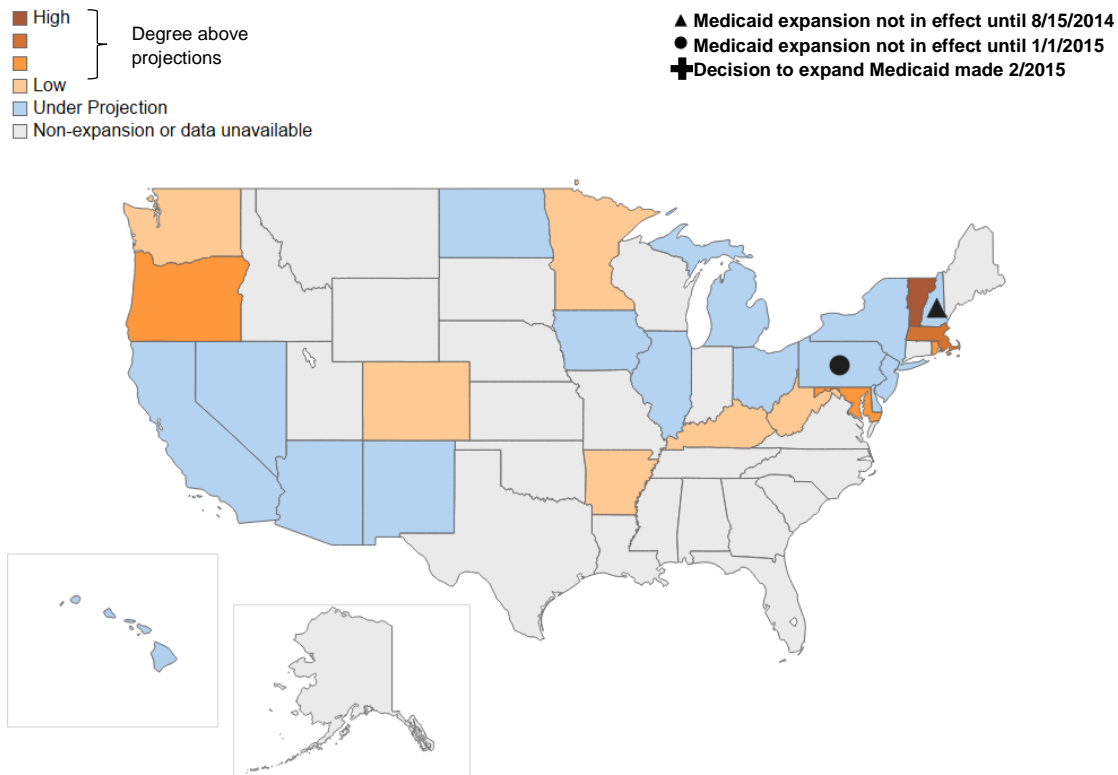 High
Degree above
projections
Low
Under Projection
Non-expansion or data unavailable
Medicaid expansion not in effect until 8/15/2014
Medicaid expansion not in effect until 1/1/2015
Decision to expand Medicaid made 2/2015